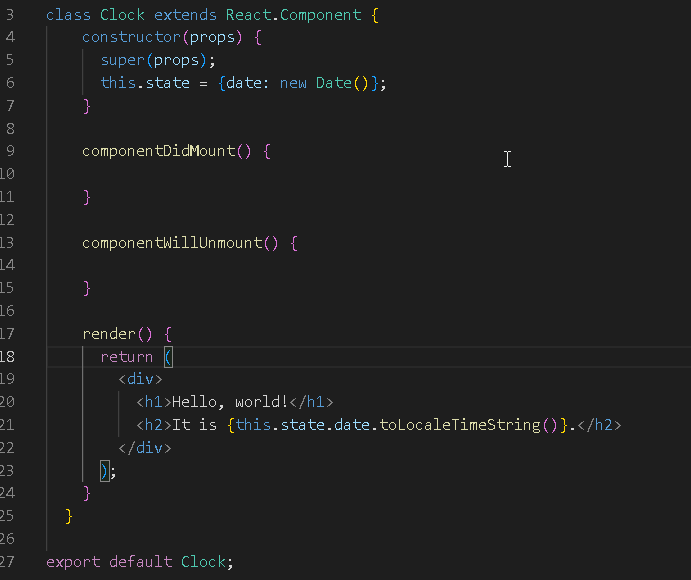 3 class Clock extends React.Component {
4 constructor(props) {
5 super(props);
6 this.state = {date: new Date()};
7 }
8
9 componentDidMount() {
10
11 }
12
13 componentWillUnmount() {
14
15 }
16
17 render() {
18 return (
19 <div>
20 <h1>Hello, world!</h1>
21 <h2>It is {this.state.date.toLocaleTimeString()}.</h2>
22 </div>
23 );
24 }
25 }
26
27 export default Clock;